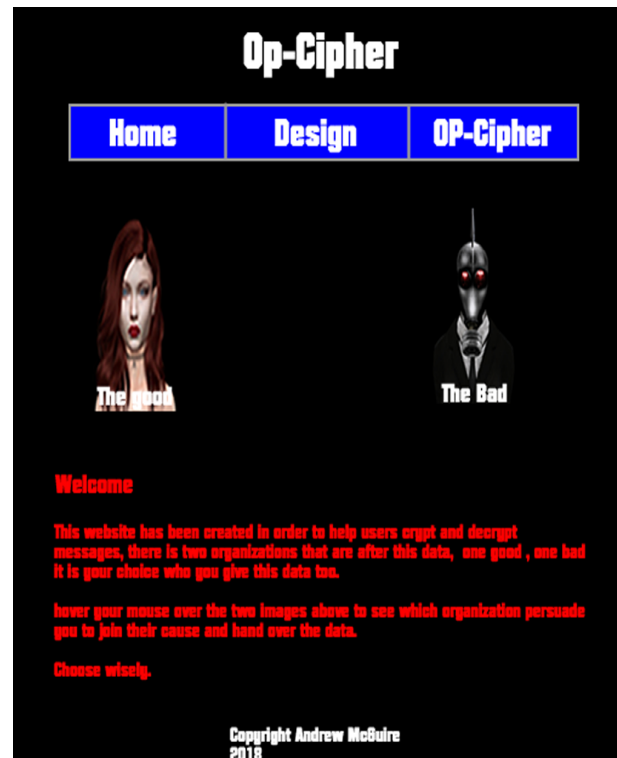 Op-Cipher
Home Design OP-Cipher
The good The Bad
Welcome
This website has been created in order to help users crypt and decrypt
messages, there is two organizations that are after this data, one good , one bad
it is your choice who you give this data too.
hover your mouse over the two images above to see which organization persuade
you to join their cause and hand over the data.
Choose wisely.
Copyright Andrew McGuire
2018